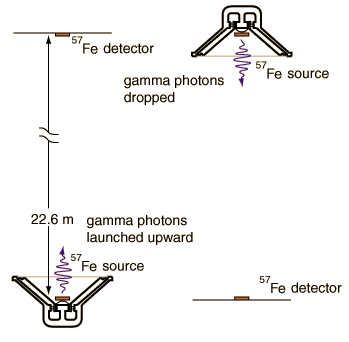 ⁵⁷Fe detector
gamma photons
dropped
⁵⁷Fe source
22.6 m
gamma photons
launched upward
⁵⁷Fe source
⁵⁷Fe detector